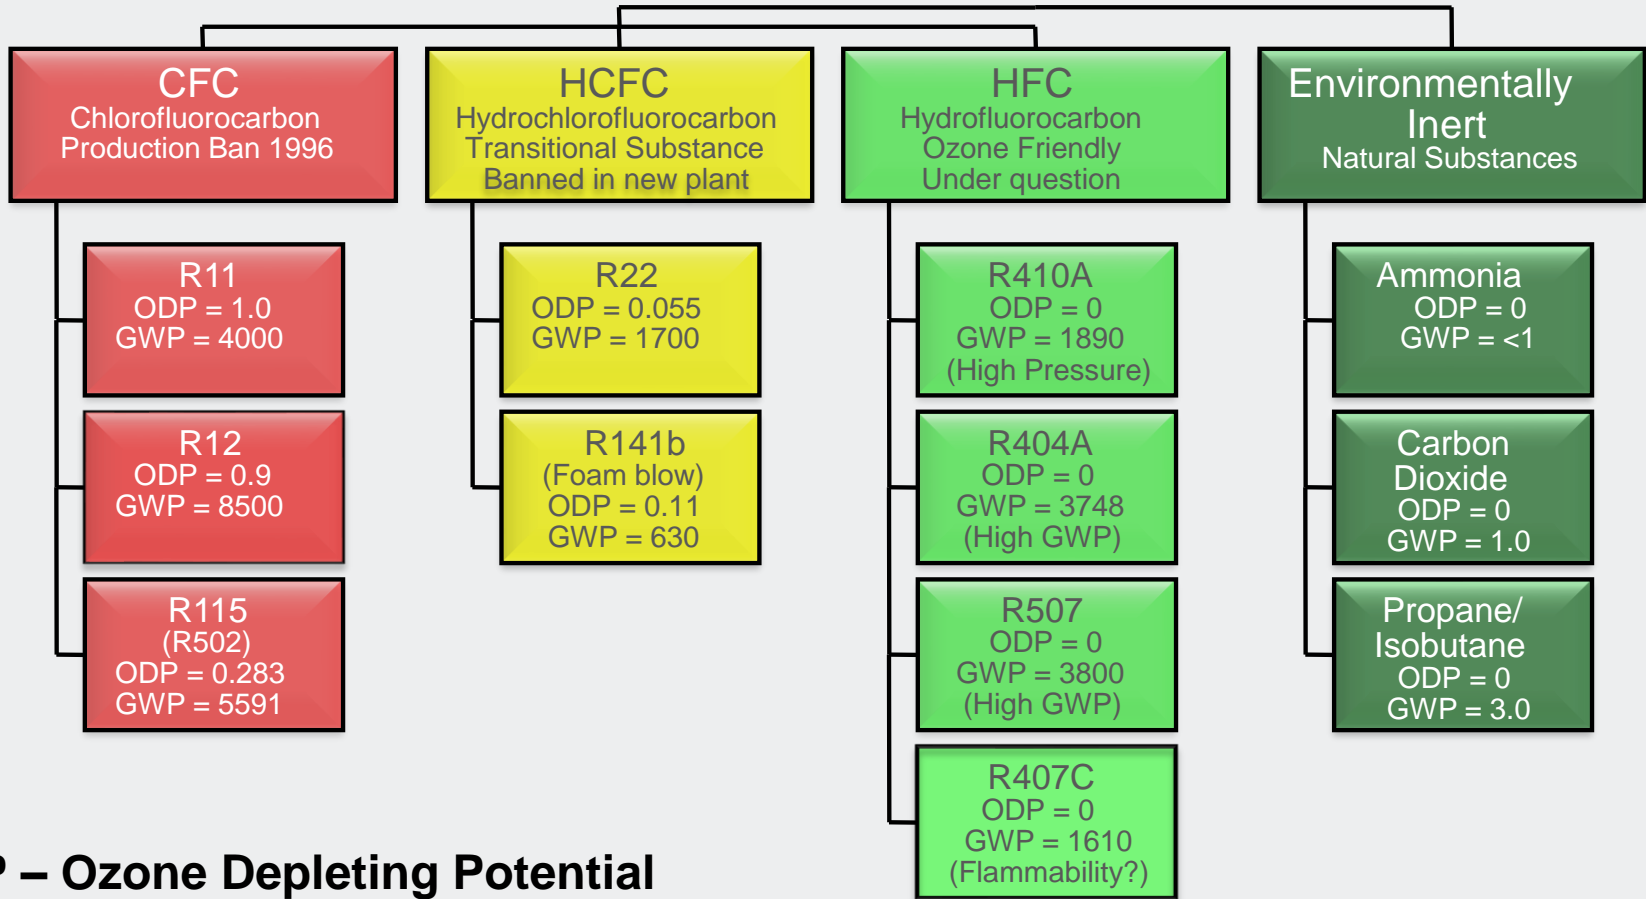 CFC
Chlorofluorocarbon
Production Ban 1996
R11
ODP = 1.0
GWP = 4000
R12
ODP = 0.9
GWP = 8500
R115
(R502)
ODP = 0.283
GWP = 5591
HCFC
Hydrochlorofluorocarbon
Transitional Substance
Banned in new plant
R22
ODP = 0.055
GWP = 1700
R141b
(Foam blow)
ODP = 0.11
GWP = 630
HFC
Hydrofluorocarbon
Ozone Friendly
Under question
R410A
ODP = 0
GWP = 1890
(High Pressure)
R404A
ODP = 0
GWP = 3748
(High GWP)
R507
ODP = 0
GWP = 3800
(High GWP)
R407C
ODP = 0
GWP = 1610
(Flammability?)
Environmentally
Inert
Natural Substances
Ammonia
ODP = 0
GWP = <1
Carbon
Dioxide
ODP = 0
GWP = 1.0
Propane/
Isobutane
ODP = 0
GWP = 3.0
– Ozone Depleting Potential